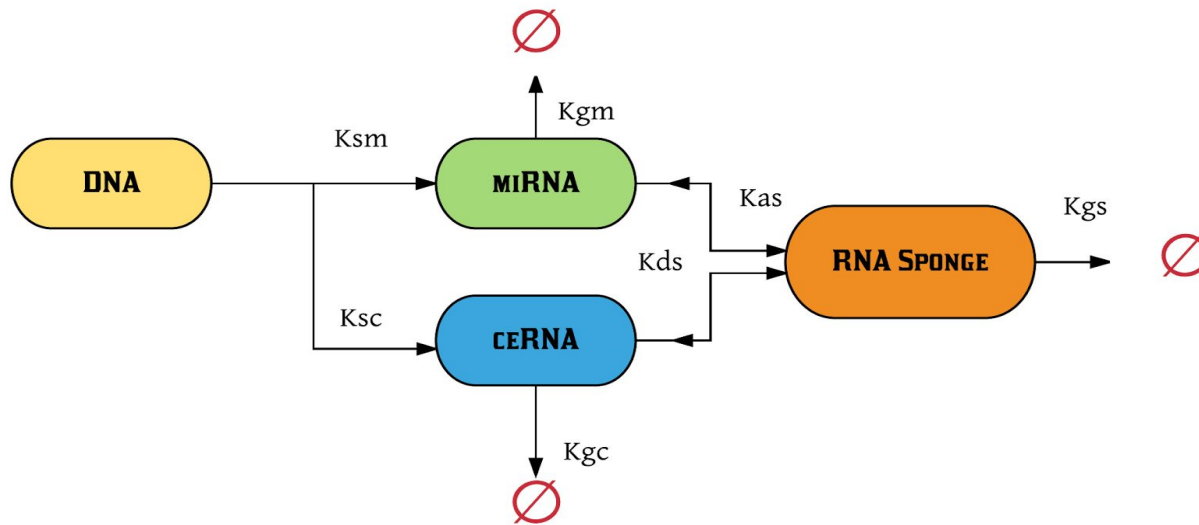 ∅
Kgm
Ksm
DNA
miRNA
Kas
Kgs
Kds
RNA Sponge
∅
Ksc
ceRNA
Kgc
∅